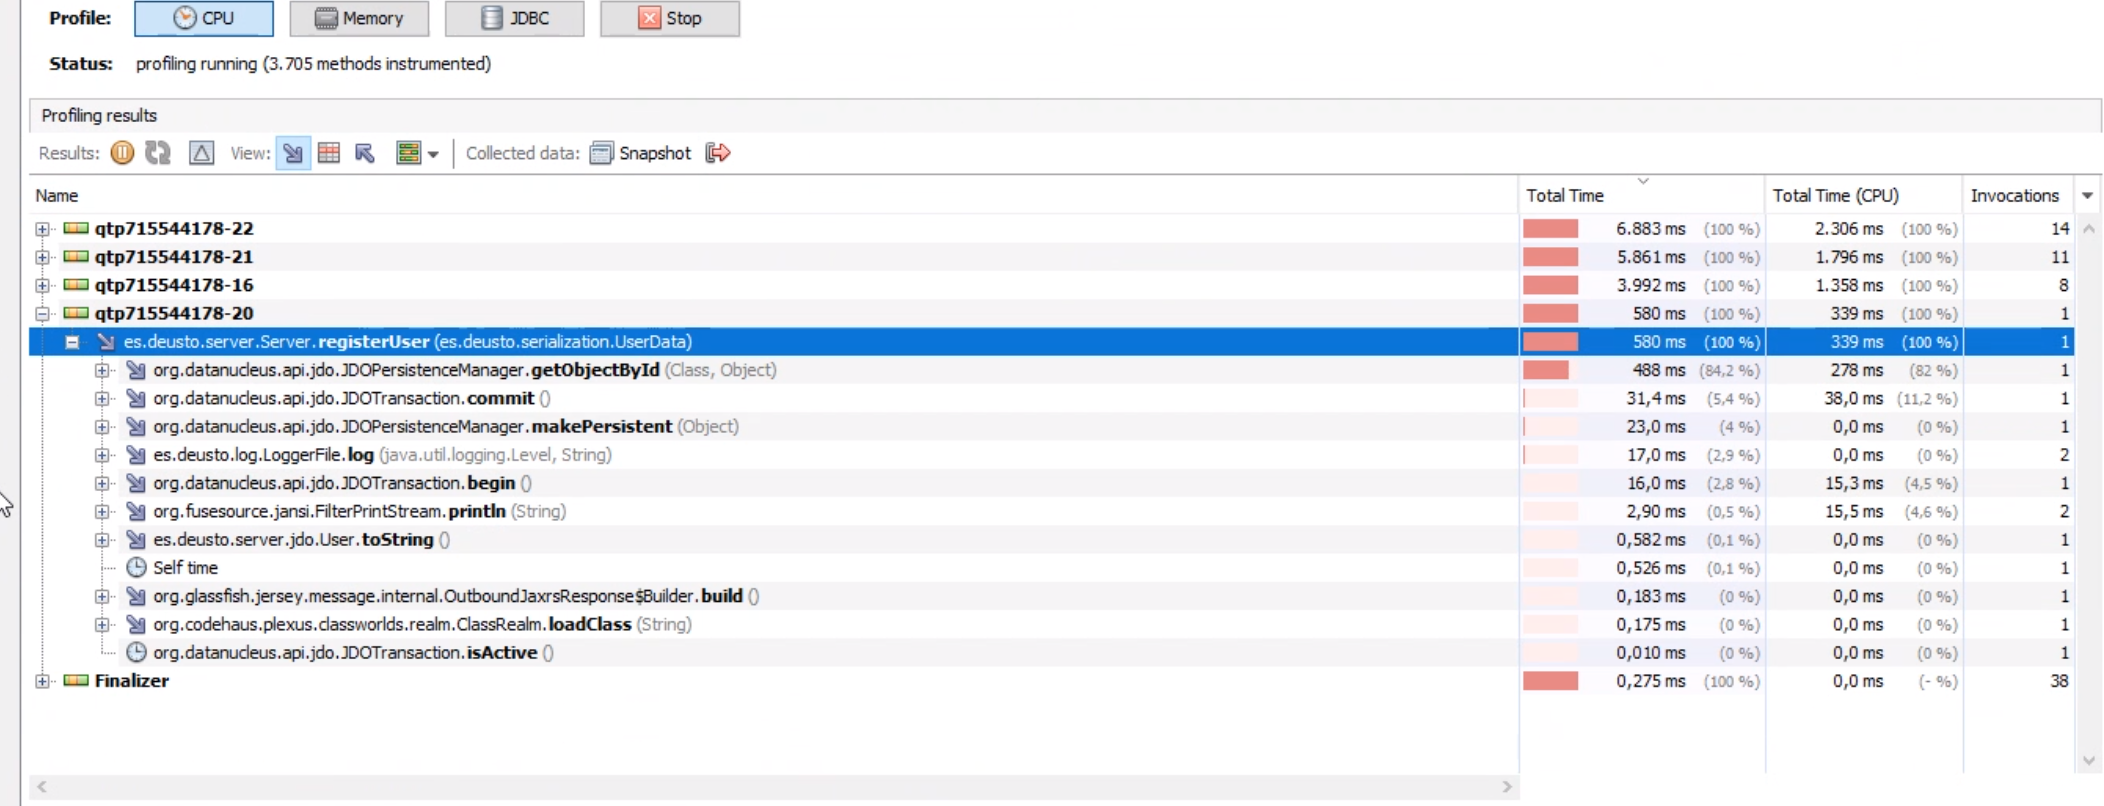 Profile: CPU Memory JDBC Stop
Status: profiling running (3.705 methods instrumented)
Profiling results
Results: View: Collected data: Snapshot
Name Total Time Total Time (CPU) Invocations
qtp715544178-22 6.883 ms (100 %) 2.306 ms (100 %) 14
qtp715544178-21 5.861 ms (100 %) 1.796 ms (100 %) 11
qtp715544178-16 3.992 ms (100 %) 1.358 ms (100 %) 8
qtp715544178-20 580 ms (100 %) 339 ms (100 %) 1
es.deusto.server.Server.registerUser (es.deusto.serialization.UserData) 580 ms (100 %) 339 ms (100 %) 1
org.datanucleus.api.jdo.JDOPersistenceManager.getObjectById (Class, Object) 488 ms (84,2 %) 278 ms (82 %) 1
org.datanucleus.api.jdo.JDOTransaction.commit () 31,4 ms (5,4 %) 38,0 ms (11,2 %) 1
org.datanucleus.api.jdo.JDOPersistenceManager.makePersistent (Object) 23,0 ms (4 %) 0,0 ms (0 %) 1
es.deusto.log.LoggerFile.log (java.util.logging.Level, String) 17,0 ms (2,9 %) 0,0 ms (0 %) 2
org.datanucleus.api.jdo.JDOTransaction.begin () 16,0 ms (2,8 %) 15,3 ms (4,5 %) 1
org.fusesource.jansi.FilterPrintStream.println (String) 2,90 ms (0,5 %) 15,5 ms (4,6 %) 2
es.deusto.server.jdo.User.toString () 0,582 ms (0,1 %) 0,0 ms (0 %) 1
Self time 0,526 ms (0,1 %) 0,0 ms (0 %) 1
org.glassfish.jersey.message.internal.OutboundJaxrsResponse$Builder.build () 0,183 ms (0 %) 0,0 ms (0 %) 1
org.codehaus.plexus.classworlds.realm.ClassRealm.loadClass (String) 0,175 ms (0 %) 0,0 ms (0 %) 1
org.datanucleus.api.jdo.JDOTransaction.isActive () 0,010 ms (0 %) 0,0 ms (0 %) 1
Finalizer 0,275 ms (100 %) 0,0 ms (- %) 38